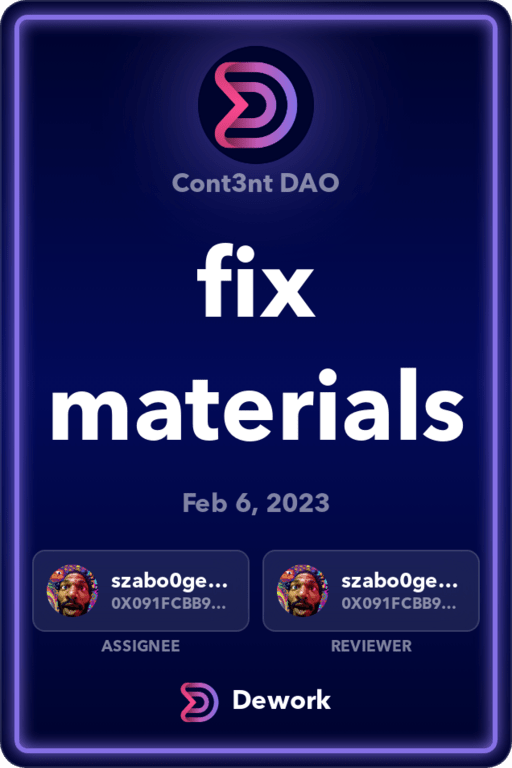 Cont3nt DAO
fix
materials
Feb 6, 2023
szabo0ge...
0X091FCBB9...
ASSIGNEE
szabo0ge...
0X091FCBB9...
REVIEWER
Dework